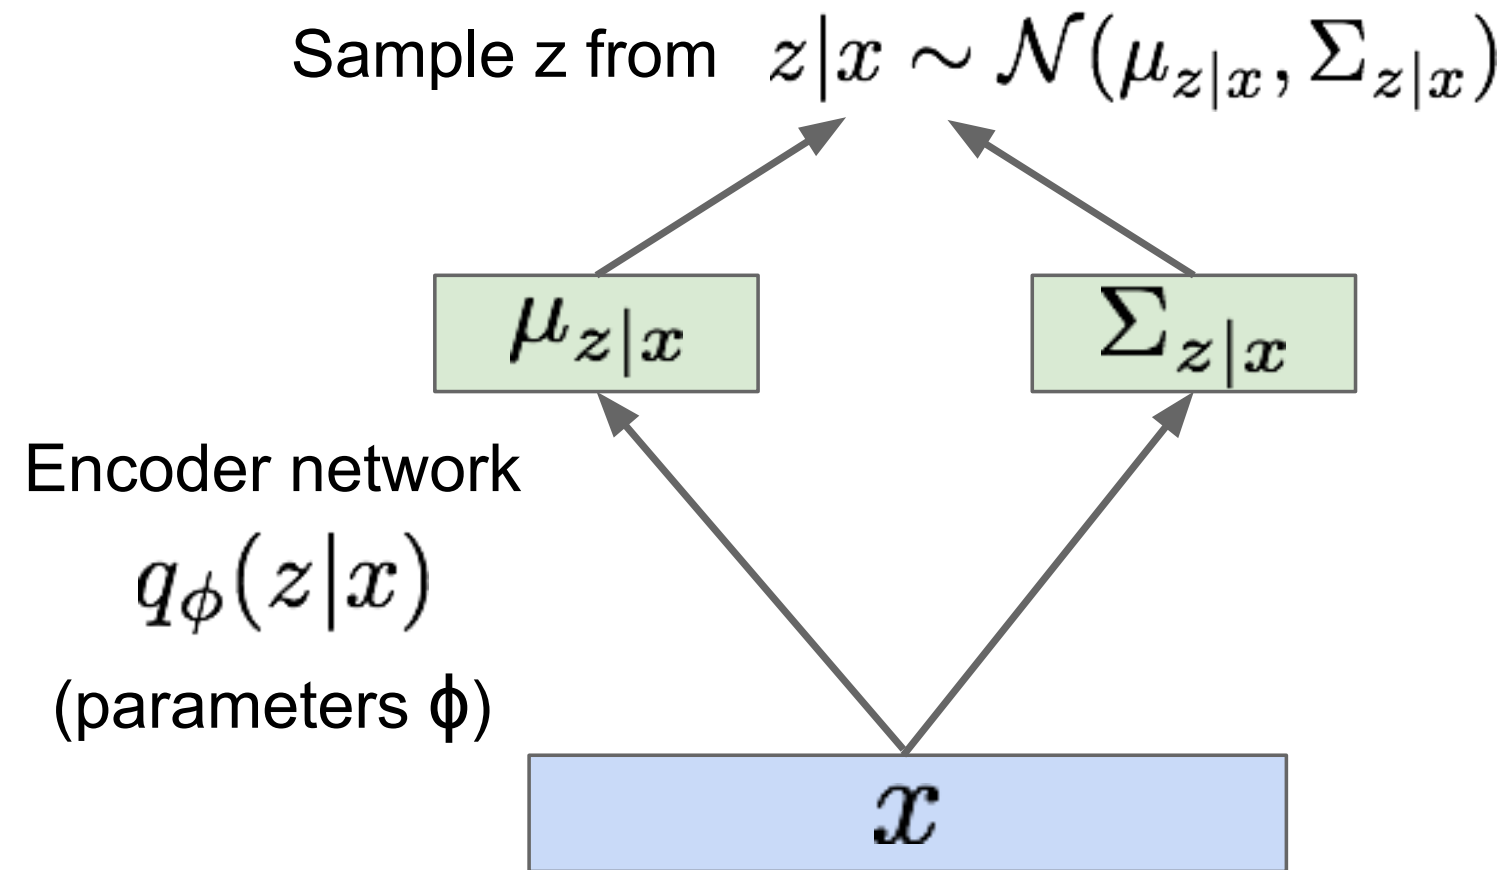 Sample z from z|x ∼ 𝒩(μ_{z|x}, Σ_{z|x})
μ_{z|x}
Σ_{z|x}
Encoder network
q_ϕ(z|x)
(parameters ϕ)
x